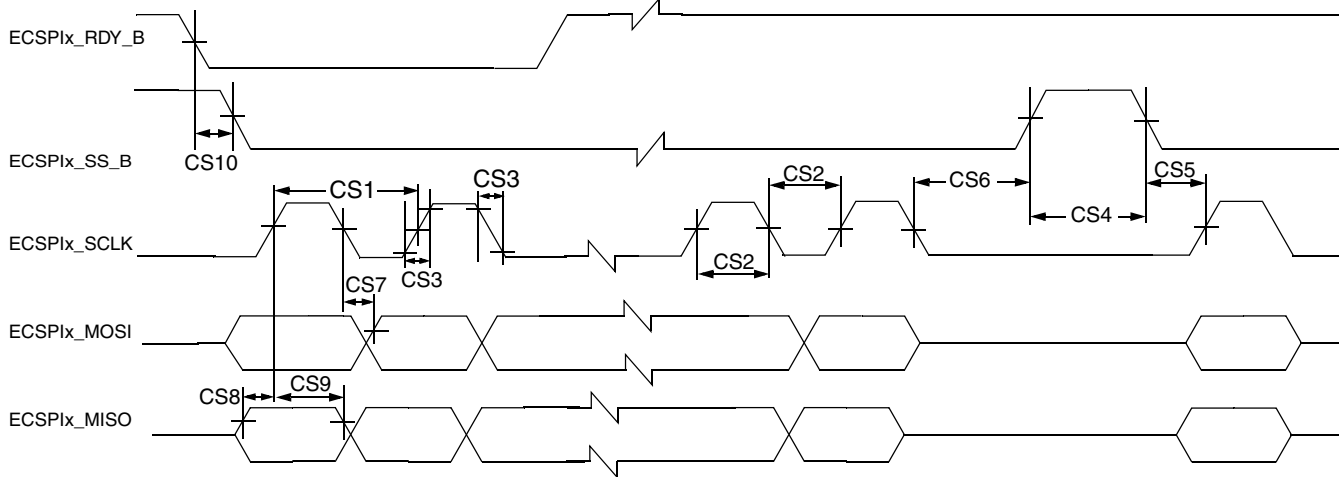 ECSPIx_RDY_B
CS10
ECSPIx_SS_B
CS1
CS3
CS2
CS6
CS5
CS4
ECSPIx_SCLK
CS3
CS2
CS7
ECSPIx_MOSI
CS8
CS9
ECSPIx_MISO